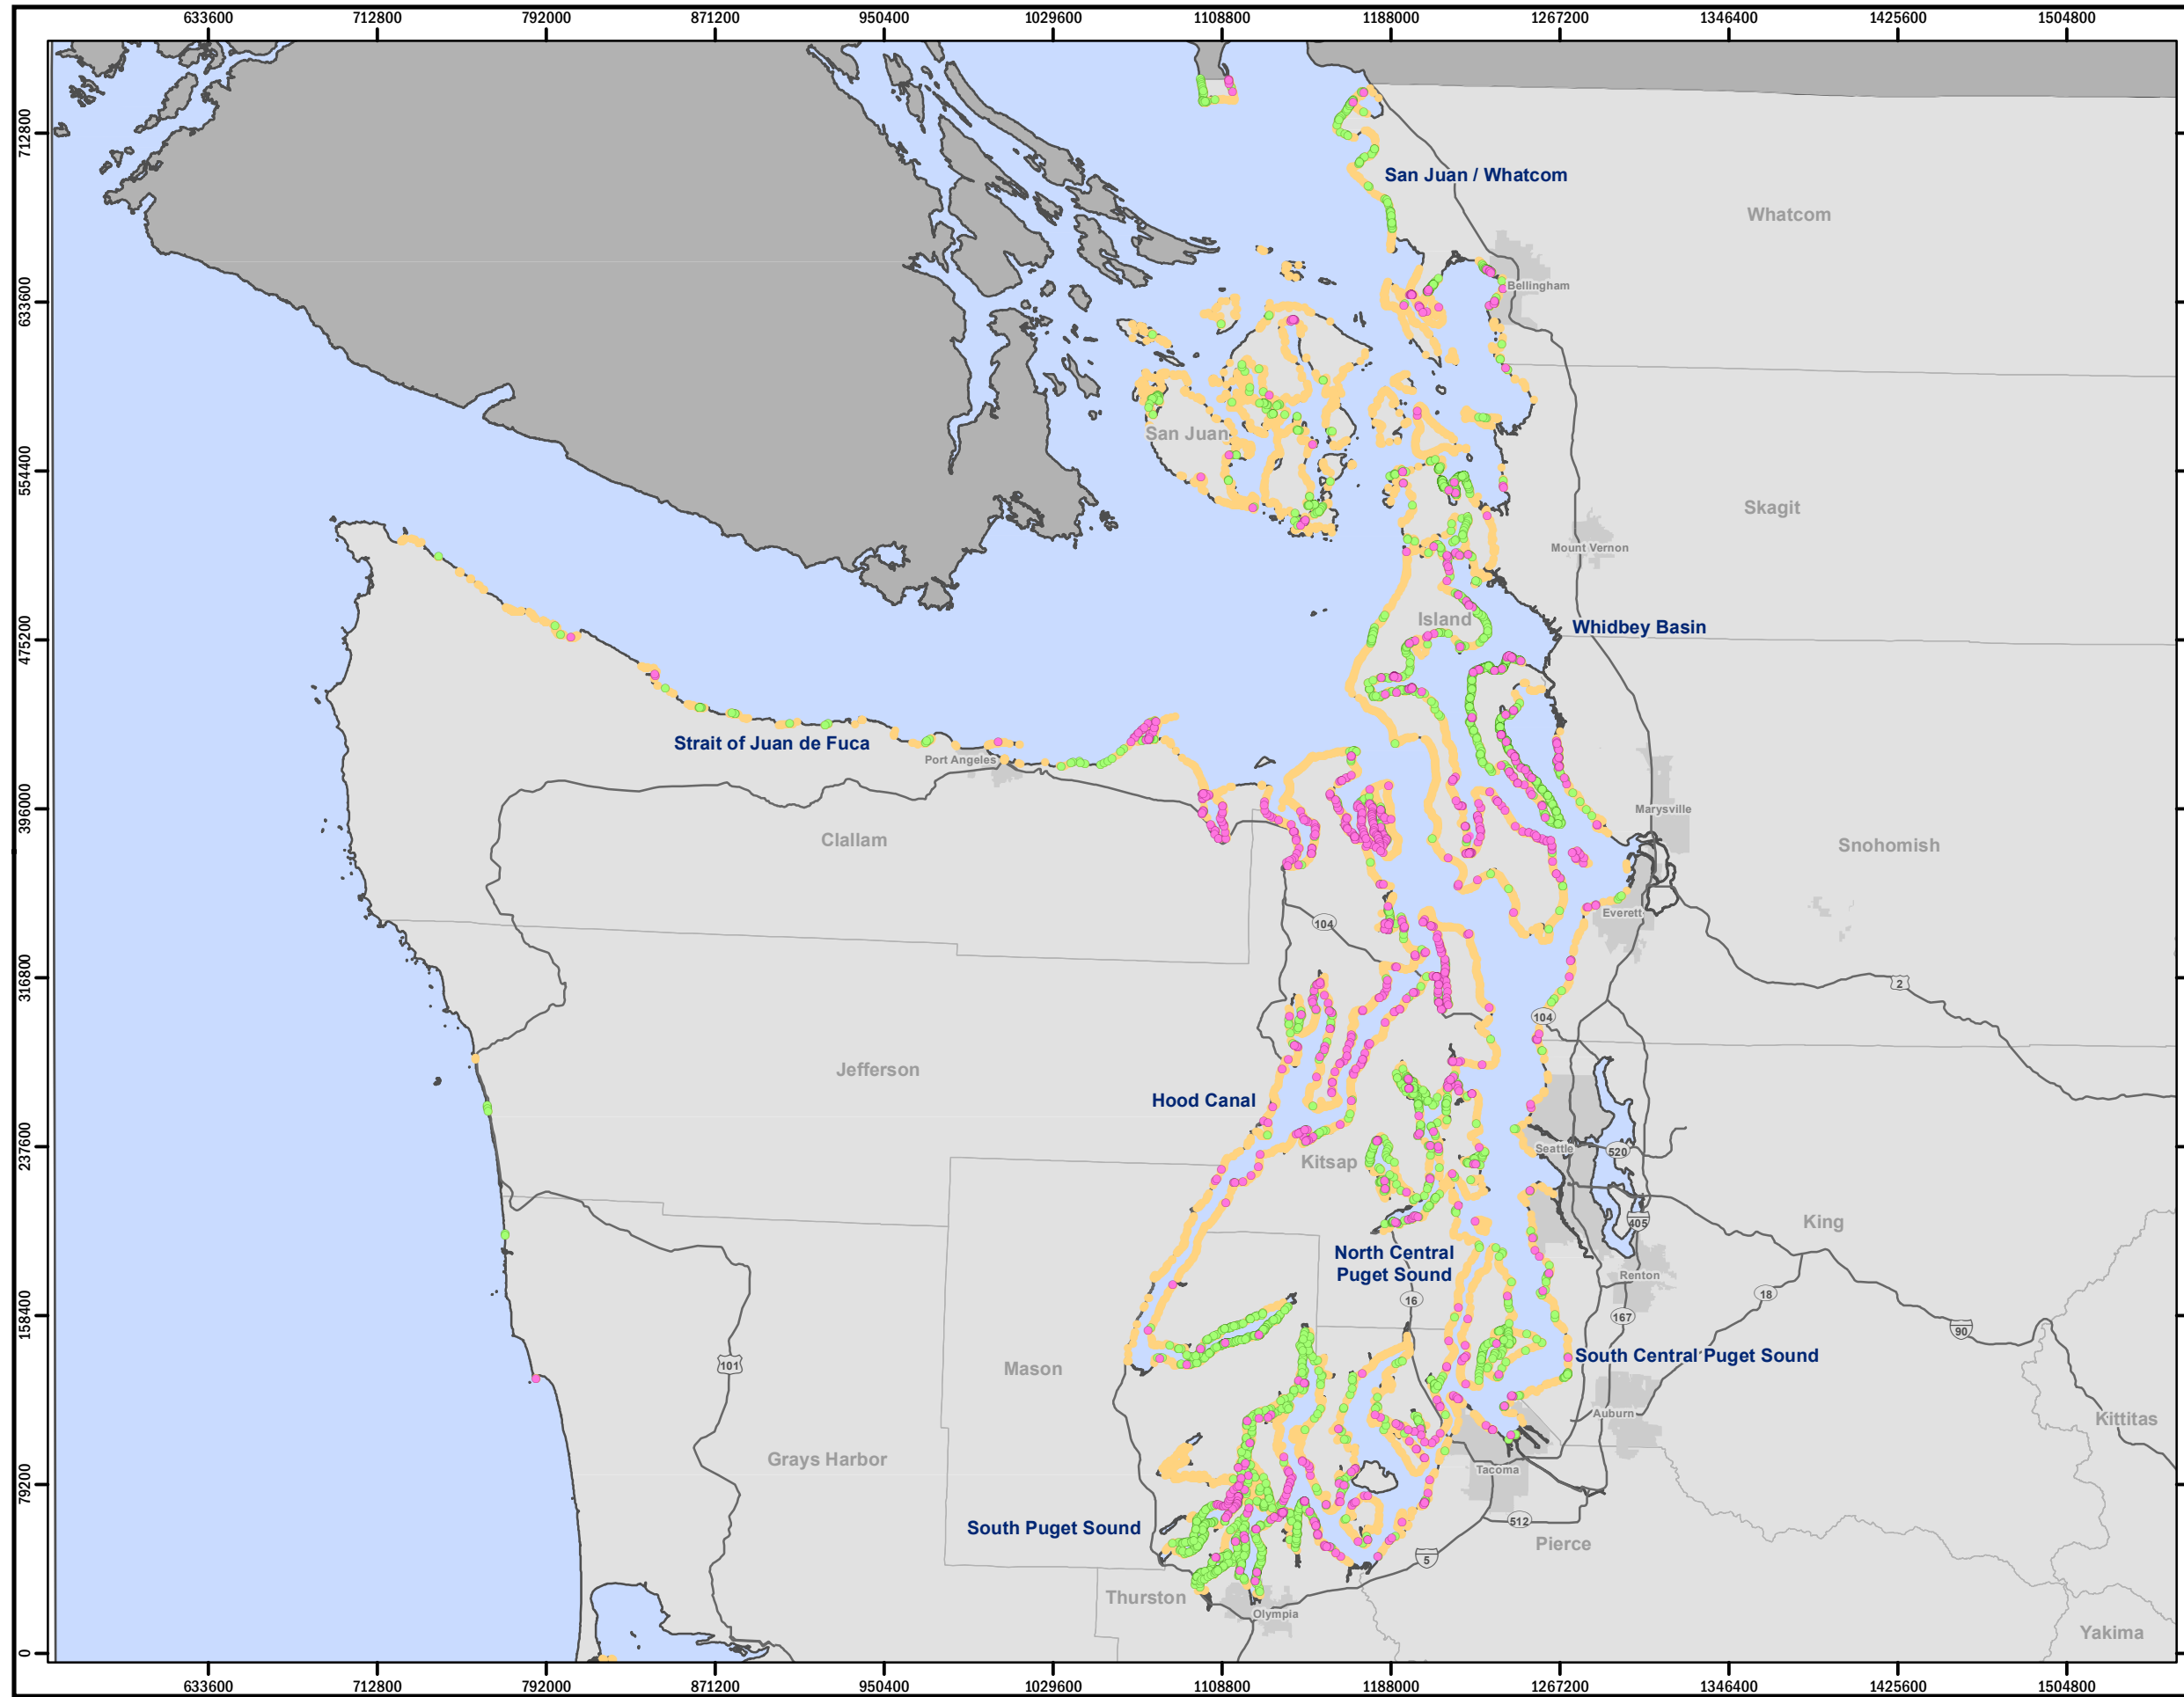 633600 712800 792000 871200 950400 1029600 1108800 1188000 1267200 1346400 1425600 1504800
712800
San Juan / Whatcom
Whatcom
Bellingham
633600
San Juan
554400
Skagit
Mount Vernon
Island
Whidbey Basin
475200
Strait of Juan de Fuca
Port Angeles
396000
Marysville
Clallam
Snohomish
Everett
104
316800
2
104
Jefferson
Hood Canal
237600
Seattle
520
Kitsap
405
King
North Central
Puget Sound
Renton
18
16
158400
167
90
South Central Puget Sound
101
Mason
Auburn
Kittitas
Grays Harbor
Tacoma
79200
512
South Puget Sound
Pierce
5
Thurston
Olympia
Yakima
0
633600 712800 792000 871200 950400 1029600 1108800 1188000 1267200 1346400 1425600 1504800